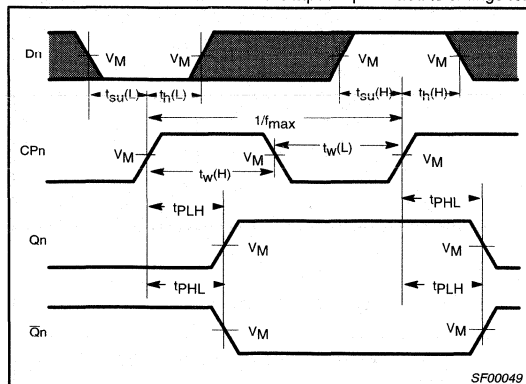 Dn
VM VM VM VM
tsu(L) th(L) tsu(H) th(H)
1/fmax
CPn
VM VM tw(L) VM
tw(H)
tPLH tPHL
Qn
VM VM
tPHL tPLH
Q̅n
VM VM
SF00049